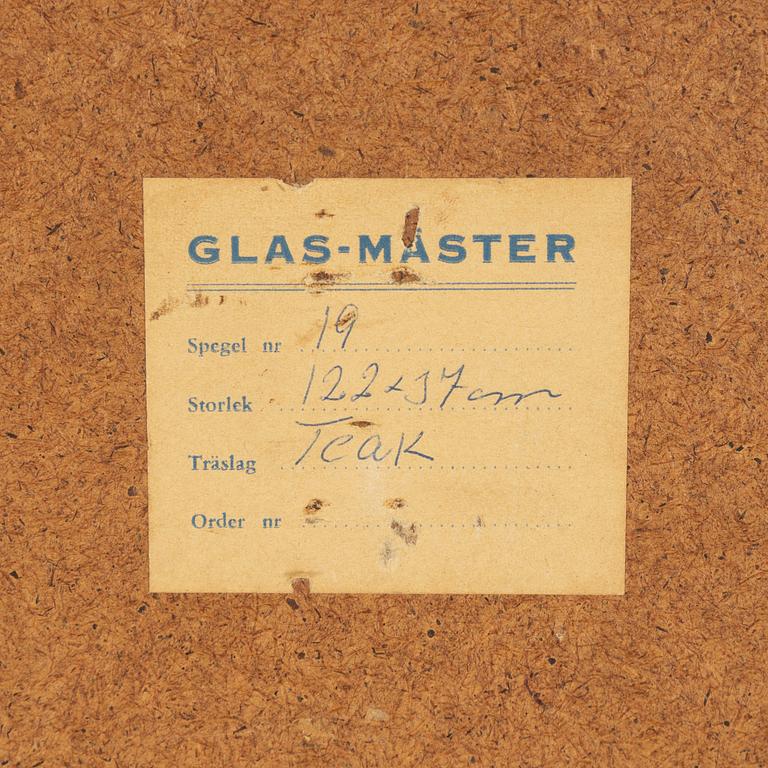 GLAS-MÄSTER
Spegel nr 19
Storlek 122x37cm
Träslag Teak
Order nr